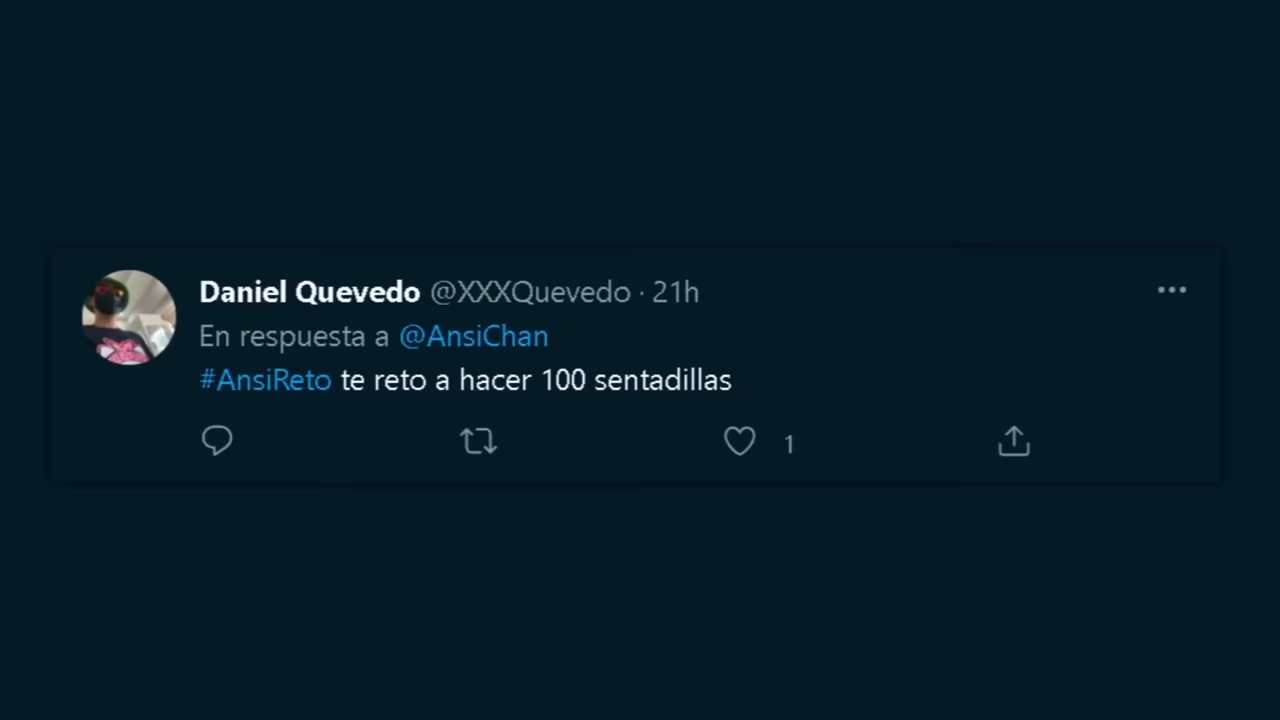 Daniel Quevedo @XXXQuevedo · 21h
En respuesta a @AnsiChan
#AnsiReto te reto a hacer 100 sentadillas
1